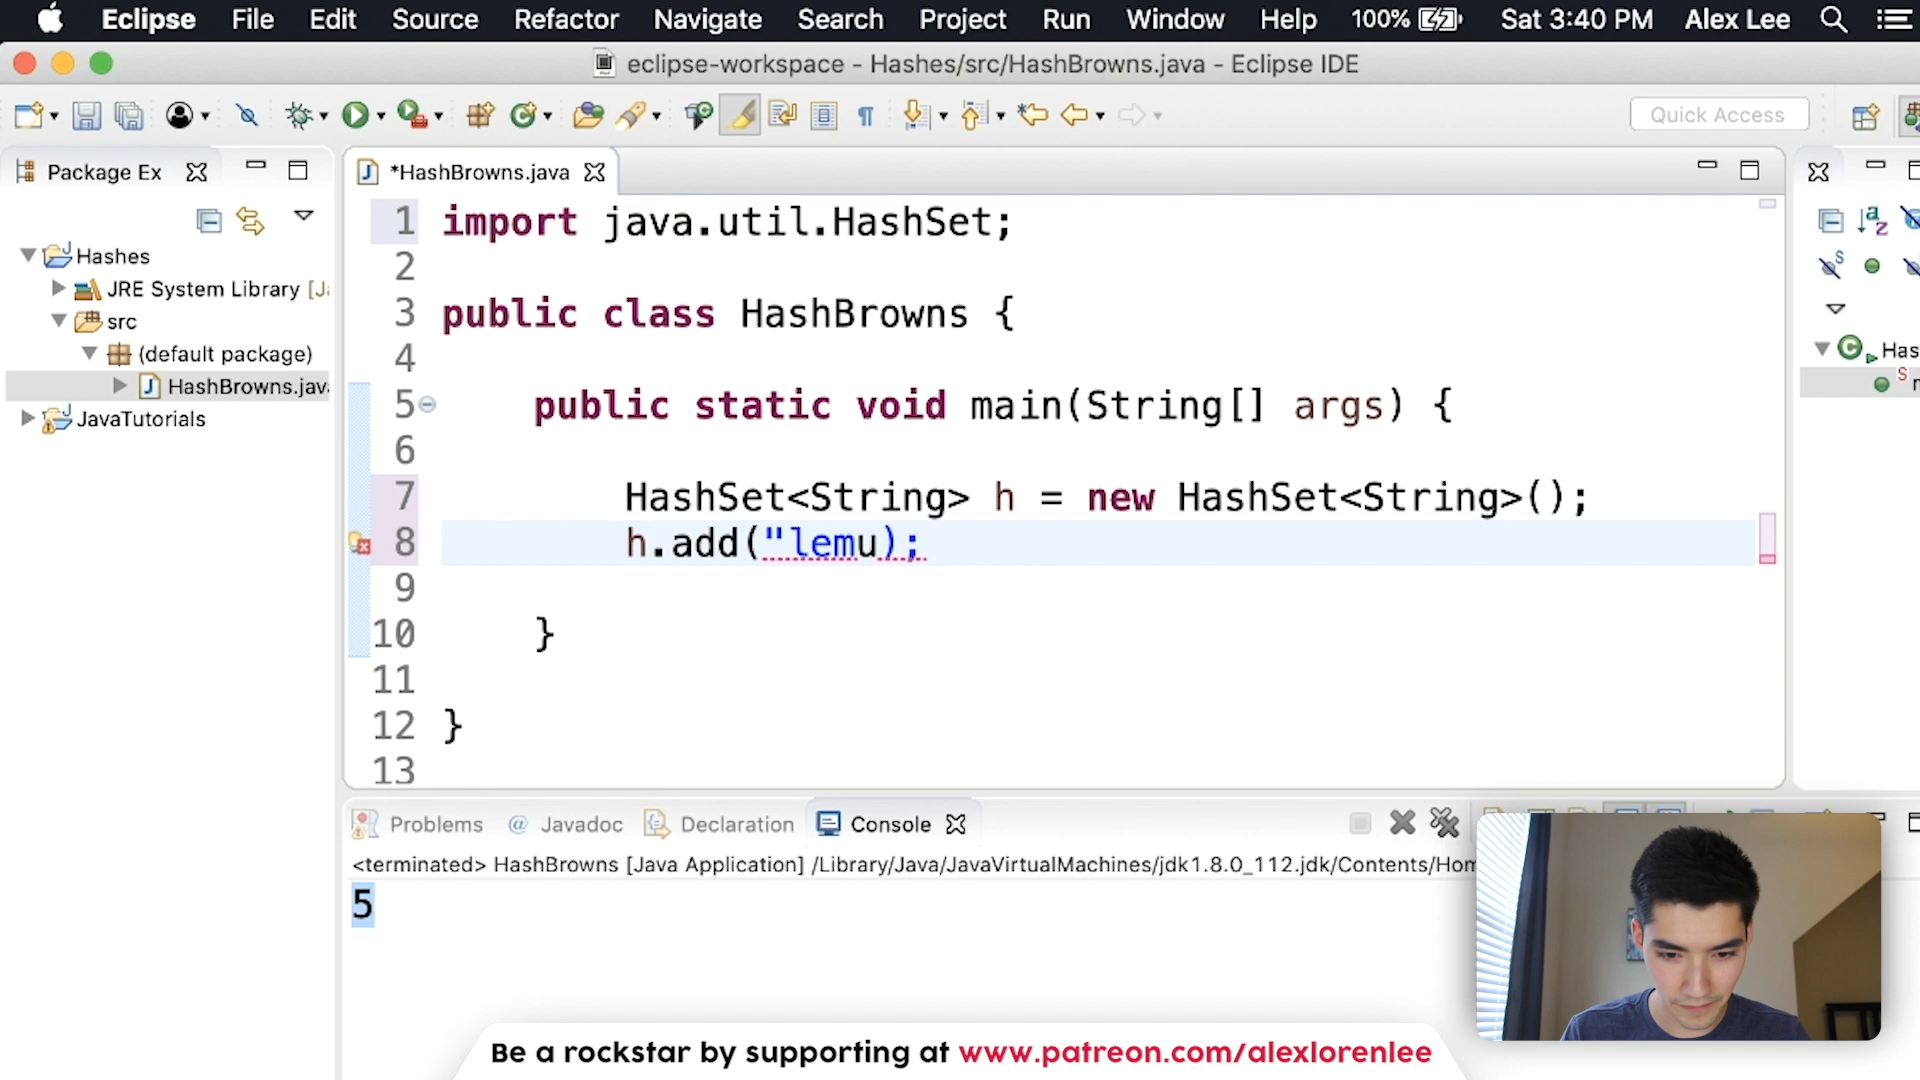 Eclipse File Edit Source Refactor Navigate Search Project Run Window Help 100% Sat 3:40 PM Alex Lee
eclipse-workspace - Hashes/src/HashBrowns.java - Eclipse IDE
Quick Access
Package Ex
*HashBrowns.java
Hashes
JRE System Library [Ja
src
(default package)
HashBrowns.java
JavaTutorials
1 import java.util.HashSet;
2
3 public class HashBrowns {
4
5 public static void main(String[] args) {
6
7 HashSet<String> h = new HashSet<String>();
8 h.add("lemu);
9
10 }
11
12 }
13
Has
Problems @ Javadoc Declaration Console
<terminated> HashBrowns [Java Application] /Library/Java/JavaVirtualMachines/jdk1.8.0_112.jdk/Contents/Hom
5
Be a rockstar by supporting at www.patreon.com/alexlorenlee